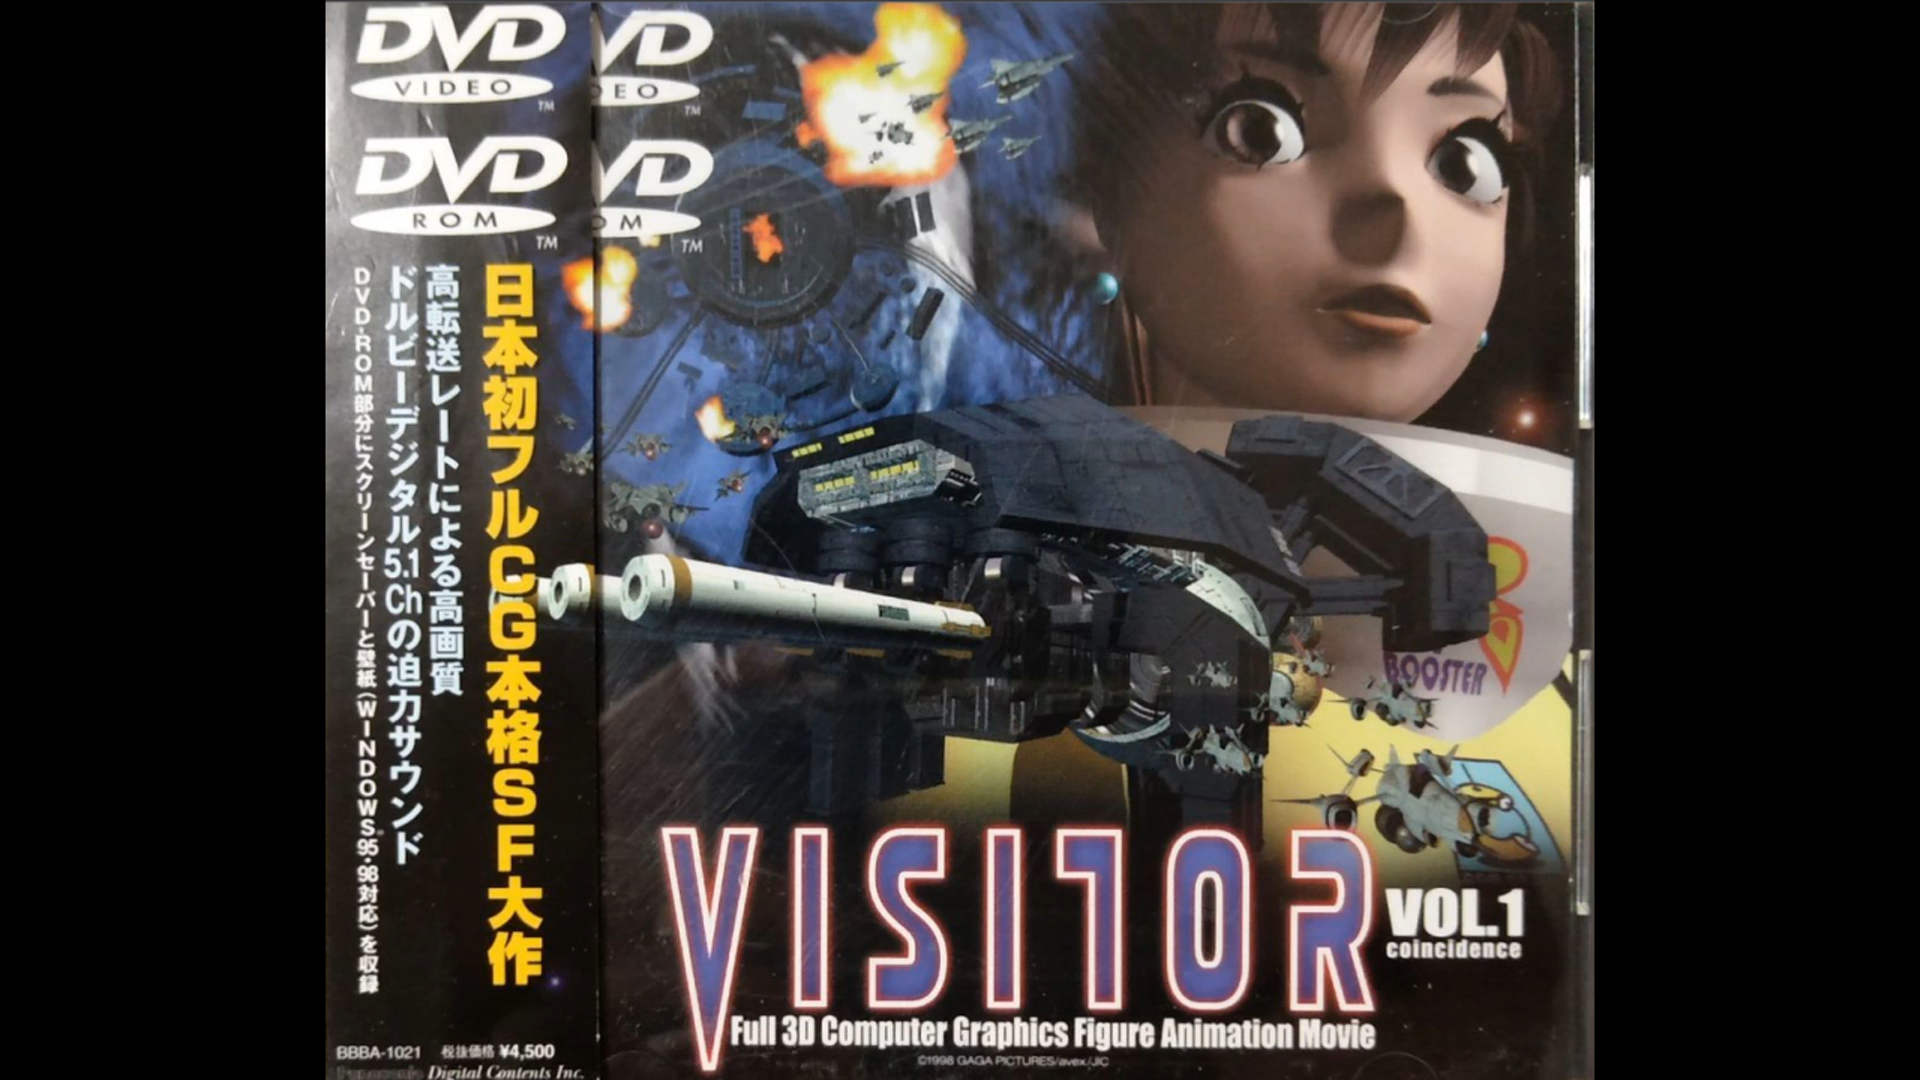 DVD
VIDEO
TM
DVD
ROM
TM
VD
DEO
TM
VD
OM
TM
日本初フルCG本格SF大作
高転送レートによる高画質
ドルビーデジタル5.1Chの迫力サウンド
DVD-ROM部分にスクリーンセーバーと壁紙(WINDOWS95・98対応)を収録
BBBA-1021 税抜価格 ¥4,500
Panasonic Digital Contents Inc.
BOOSTER
VISITOR
VOL.1
coincidence
Full 3D Computer Graphics Figure Animation Movie
©1998 GAGA PICTURES/avex/JIC